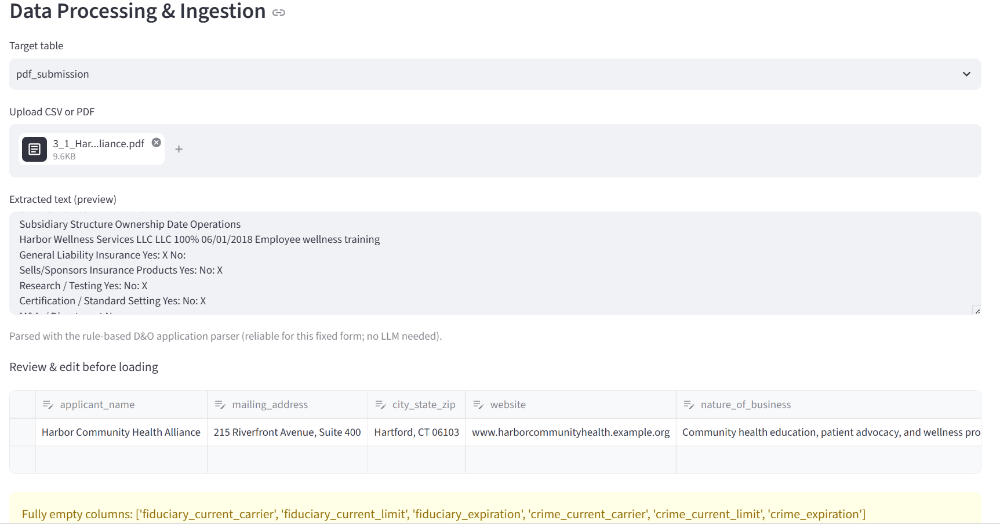 Data Processing & Ingestion
Target table
pdf_submission
Upload CSV or PDF
3_1_Har...liance.pdf
9.6KB
Extracted text (preview)
Subsidiary Structure Ownership Date Operations
Harbor Wellness Services LLC LLC 100% 06/01/2018 Employee wellness training
General Liability Insurance Yes: X No:
Sells/Sponsors Insurance Products Yes: No: X
Research / Testing Yes: No: X
Certification / Standard Setting Yes: No: X
Parsed with the rule-based D&O application parser (reliable for this fixed form; no LLM needed).
Review & edit before loading
applicant_name mailing_address city_state_zip website nature_of_business
Harbor Community Health Alliance 215 Riverfront Avenue, Suite 400 Hartford, CT 06103 www.harborcommunityhealth.example.org Community health education, patient advocacy, and wellness pro
Fully empty columns: ['fiduciary_current_carrier', 'fiduciary_current_limit', 'fiduciary_expiration', 'crime_current_carrier', 'crime_current_limit', 'crime_expiration']